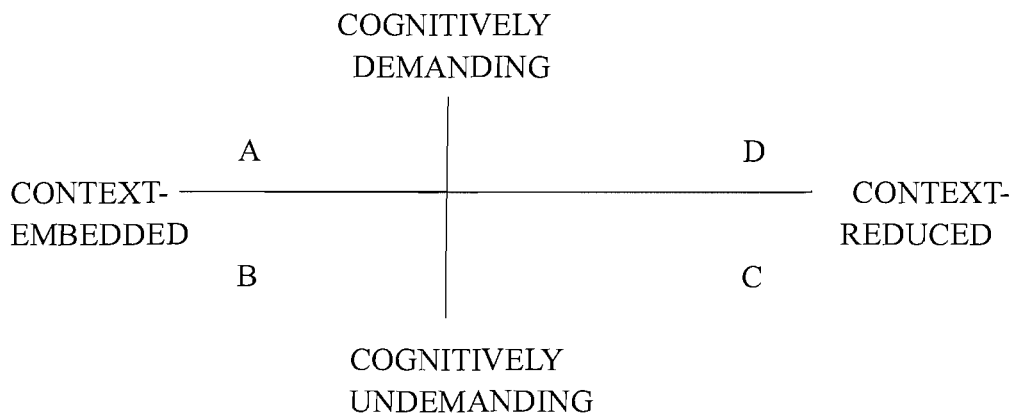 COGNITIVELY
DEMANDING
A D
CONTEXT- CONTEXT-
EMBEDDED REDUCED
B C
COGNITIVELY
UNDEMANDING